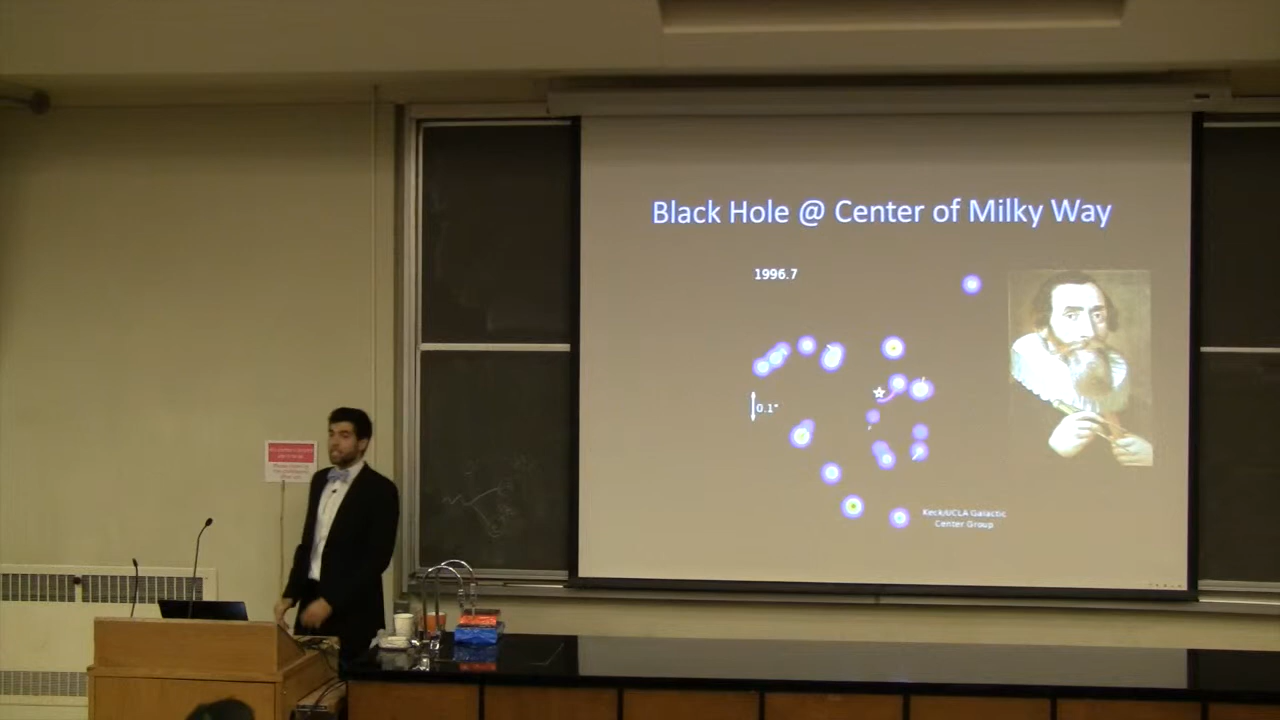 Black Hole @ Center of Milky Way
1996.7
0.1"
Keck/UCLA Galactic
Center Group